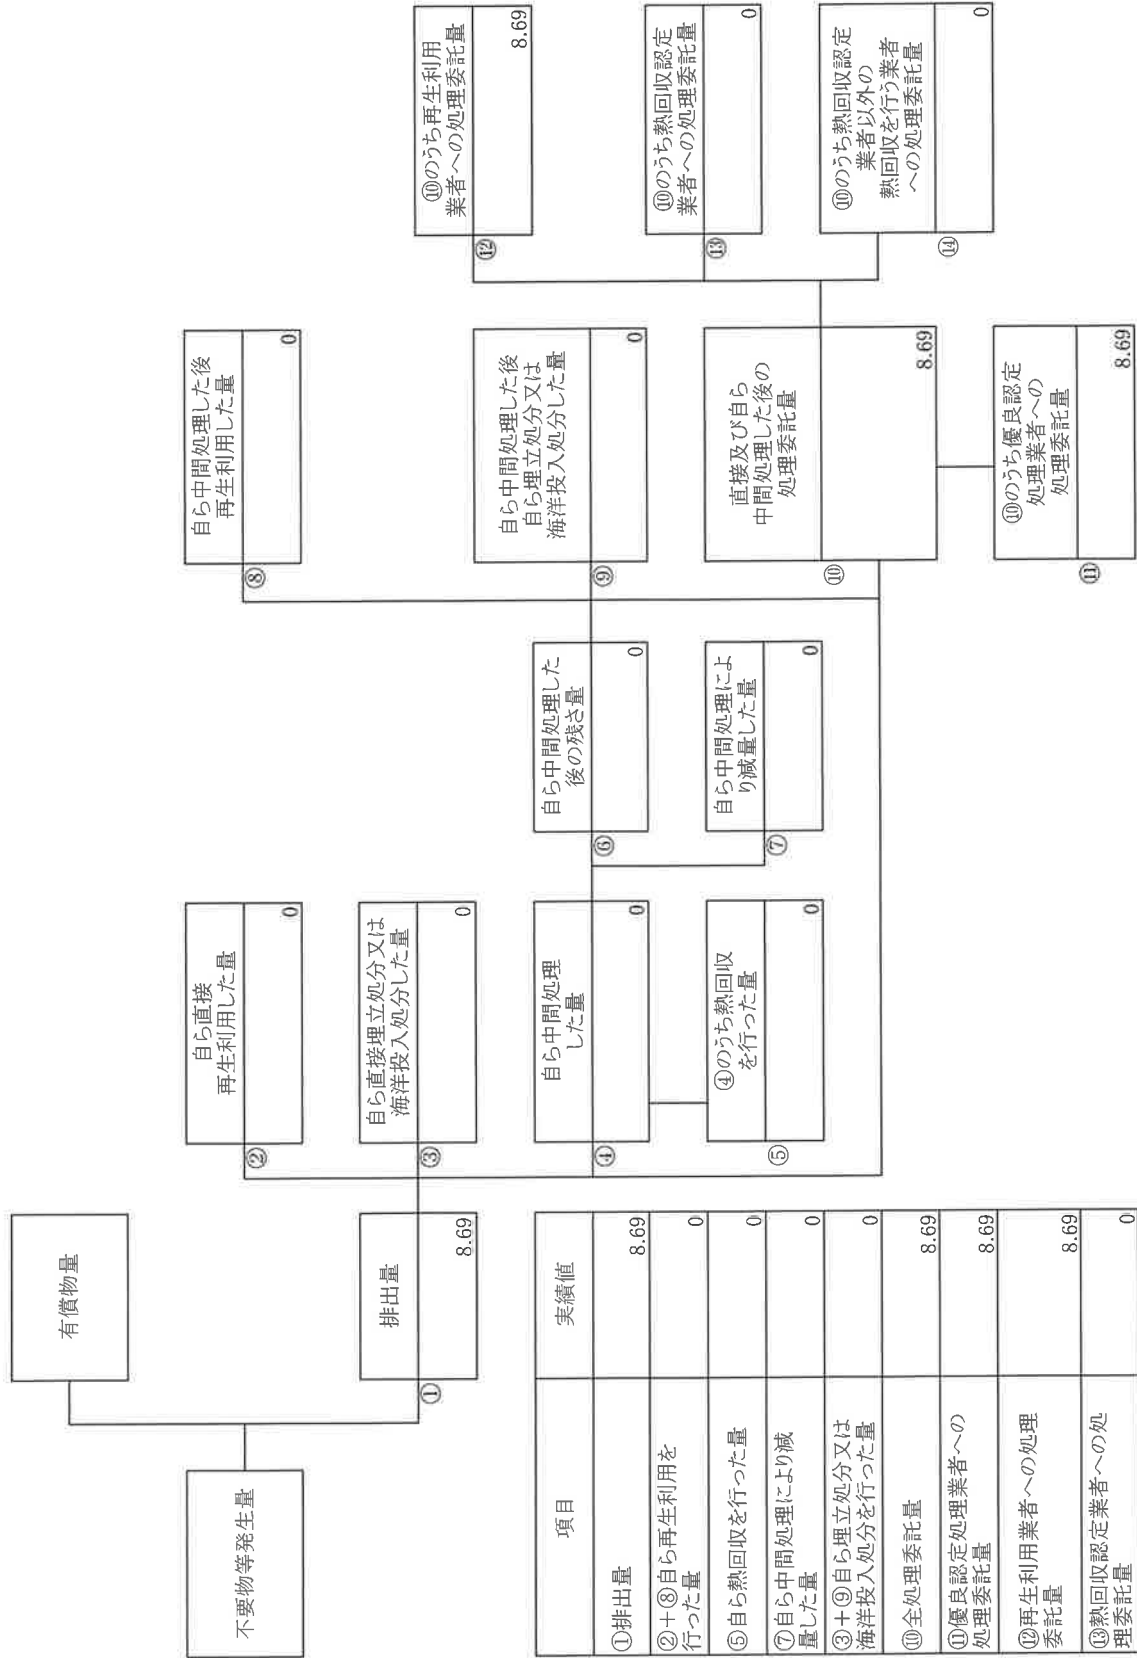 有償物量
不要物等発生量
①
排出量
8.69
②
自ら直接
再生利用した量
0
③
自ら直接埋立処分又は
海洋投入処分した量
0
④
自ら中間処理
した量
0
⑤
④のうち熱回収
を行った量
0
⑥
自ら中間処理した
後の残さ量
0
⑦
自ら中間処理によ
り減量した量
0
⑧
自ら中間処理した後
再生利用した量
0
⑨
自ら中間処理した後
自ら埋立処分又は
海洋投入処分した量
0
⑩
直接及び自ら
中間処理した後の
処理委託量
8.69
⑪
⑩のうち優良認定
処理業者への
処理委託量
8.69
⑫
⑩のうち再生利用
業者への処理委託量
8.69
⑬
⑩のうち熱回収認定
業者への処理委託量
0
⑭
⑩のうち熱回収認定
業者以外の
熱回収を行う業者
への処理委託量
0
項目 実績値
①排出量 8.69
②+⑧自ら再生利用を
行った量 0
⑤自ら熱回収を行った量 0
⑦自ら中間処理により減
量した量 0
③+⑨自ら埋立処分又は
海洋投入処分を行った量 0
⑩全処理委託量 8.69
⑪優良認定処理業者への
処理委託量 8.69
⑫再生利用業者への処理
委託量 8.69
⑬熱回収認定業者への処
理委託量 0